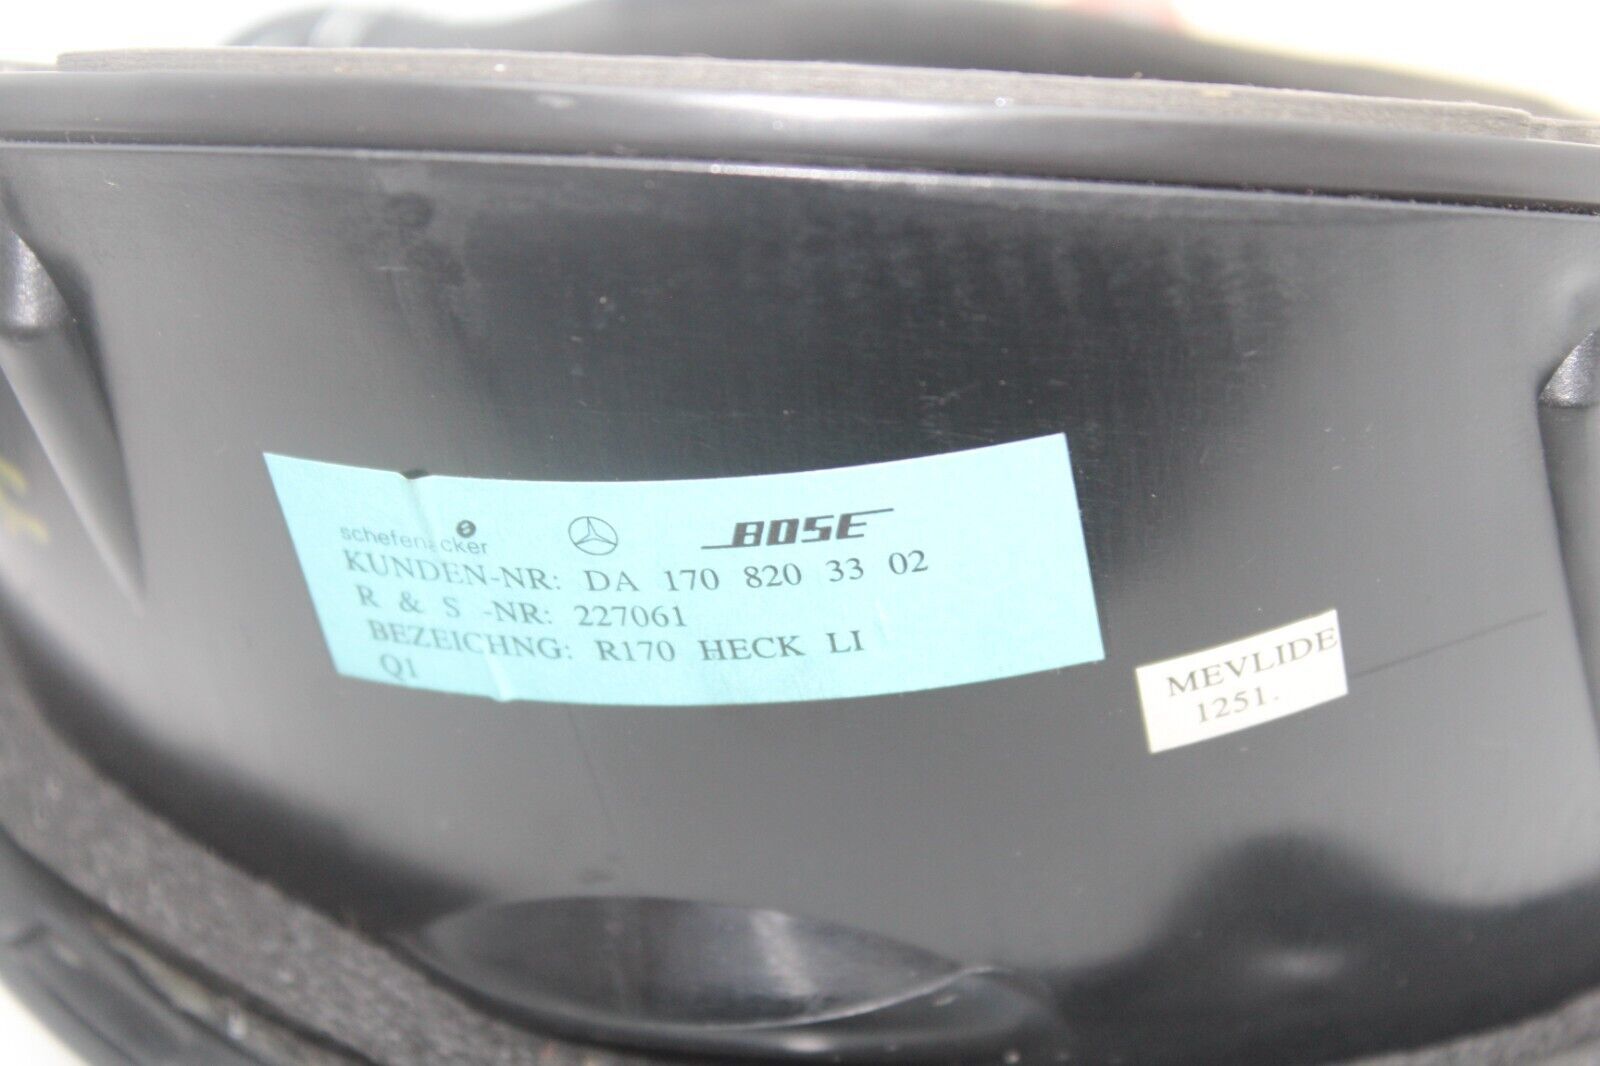 schefenacker BOSE
KUNDEN-NR: DA 170 820 33 02
R & S -NR: 227061
BEZEICHNG: R170 HECK LI
Q1
MEVLIDE
1251.